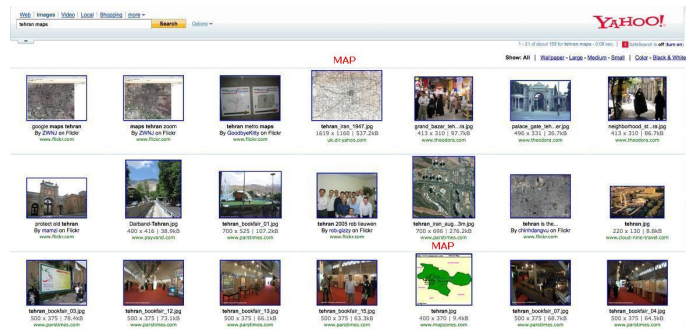 Web | Images | Video | Local | Shopping | more
tehran maps
Search
Options
YAHOO!
1 - 21 of about 159 for tehran maps - 0.08 sec. | SafeSearch is off (turn on)
MAP
Show: All | Wallpaper - Large - Medium - Small | Color - Black & White
google maps tehran
By ZWNJ on Flickr
www.flickr.com
maps tehran zoom
By ZWNJ on Flickr
www.flickr.com
tehran metro maps
By GoodbyeKitty on Flickr
www.flickr.com
tehran_iran_1947.jpg
1619 x 1160 | 537.2kB
uk.dir.yahoo.com
grand_bazar_teh...ra.jpg
413 x 310 | 97.7kB
www.theodora.com
palace_gate_teh...er.jpg
496 x 331 | 36.7kB
www.theodora.com
neighborhood_st...ra.jpg
413 x 310 | 86.7kB
www.theodora.com
protect old tehran
By mamzi on Flickr
www.flickr.com
Darband-Tehran.jpg
400 x 416 | 38.9kB
www.psyvand.com
tehran_bookfair_01.jpg
700 x 525 | 107.2kB
www.parstimes.com
tehran 2005 rob lieuwen
By rob-gizzy on Flickr
www.flickr.com
tehran_iran_aug...3m.jpg
700 x 696 | 276.2kB
www.parstimes.com
tehran is the...
www.flickr.com
tehran.jpg
220 x 130 | 8.8kB
www.cloud-nine-travel.com
MAP
tehran_bookfair_03.jpg
500 x 375 | 78.4kB
www.parstimes.com
tehran_bookfair_12.jpg
500 x 375 | 66.1kB
www.parstimes.com
tehran_bookfair_13.jpg
500 x 375 | 73.1kB
www.parstimes.com
tehran_bookfair_15.jpg
500 x 375 | 63.3kB
www.parstimes.com
tehran.jpg
400 x 370 | 9.4kB
www.mapzones.com
tehran_bookfair_07.jpg
500 x 375 | 68.7kB
www.parstimes.com
tehran_bookfair_04.jpg
500 x 375 | 64.5kB
www.parstimes.com